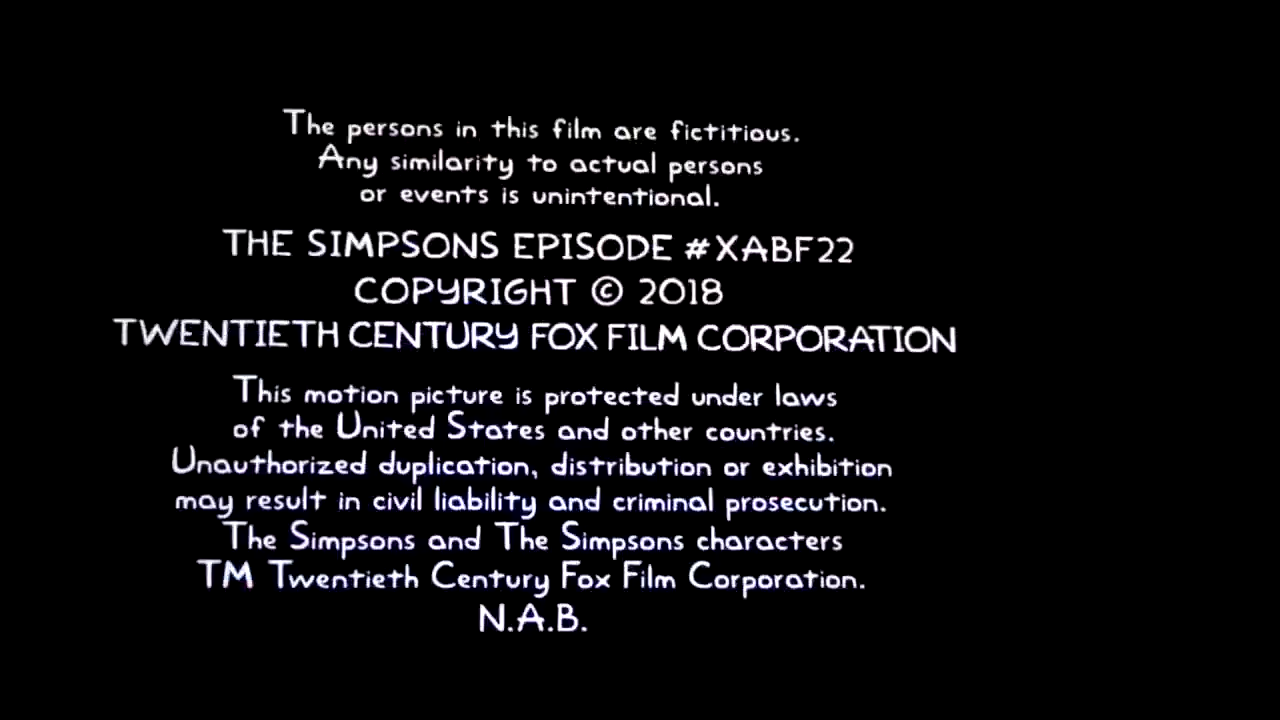 The persons in this film are fictitious.
Any similarity to actual persons
or events is unintentional.
THE SIMPSONS EPISODE #XABF22
COPYRIGHT © 2018
TWENTIETH CENTURY FOX FILM CORPORATION
This motion picture is protected under laws
of the United States and other countries.
Unauthorized duplication, distribution or exhibition
may result in civil liability and criminal prosecution.
The Simpsons and The Simpsons characters
TM Twentieth Century Fox Film Corporation.
N.A.B.